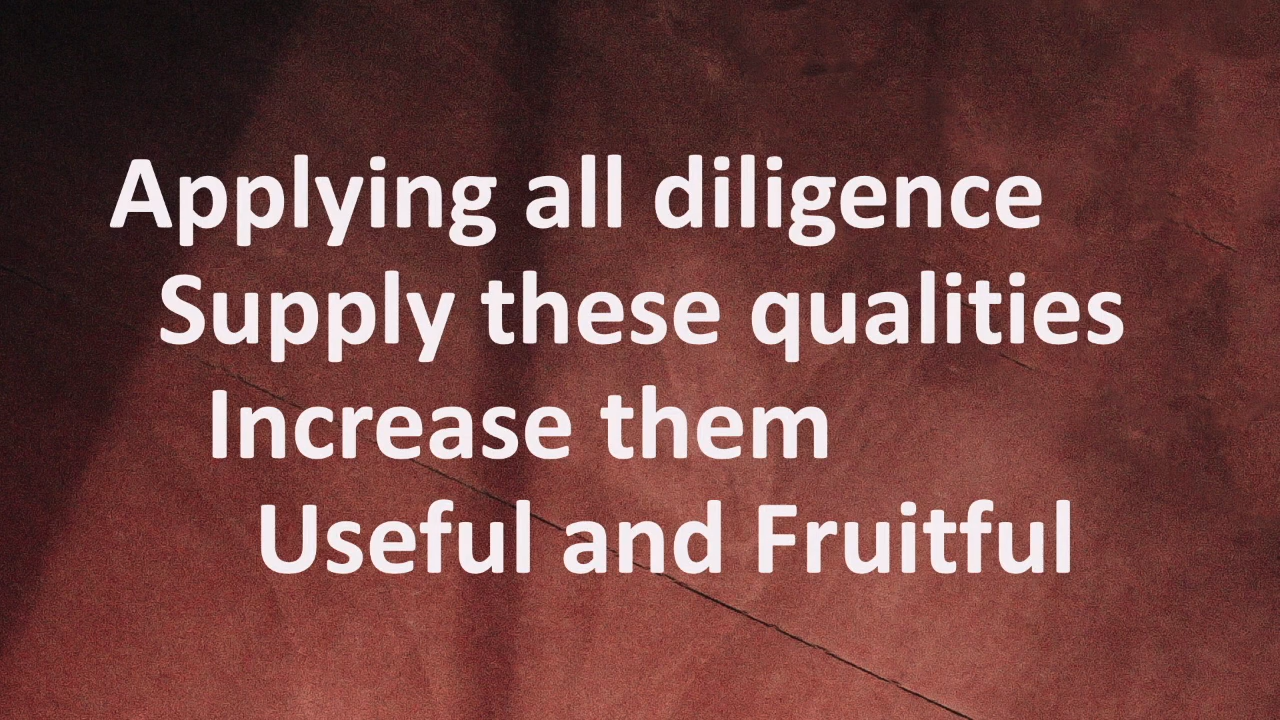 Applying all diligence
Supply these qualities
Increase them
Useful and Fruitful